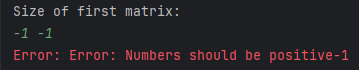 Size of first matrix:
-1 -1
Error: Error: Numbers should be positive-1